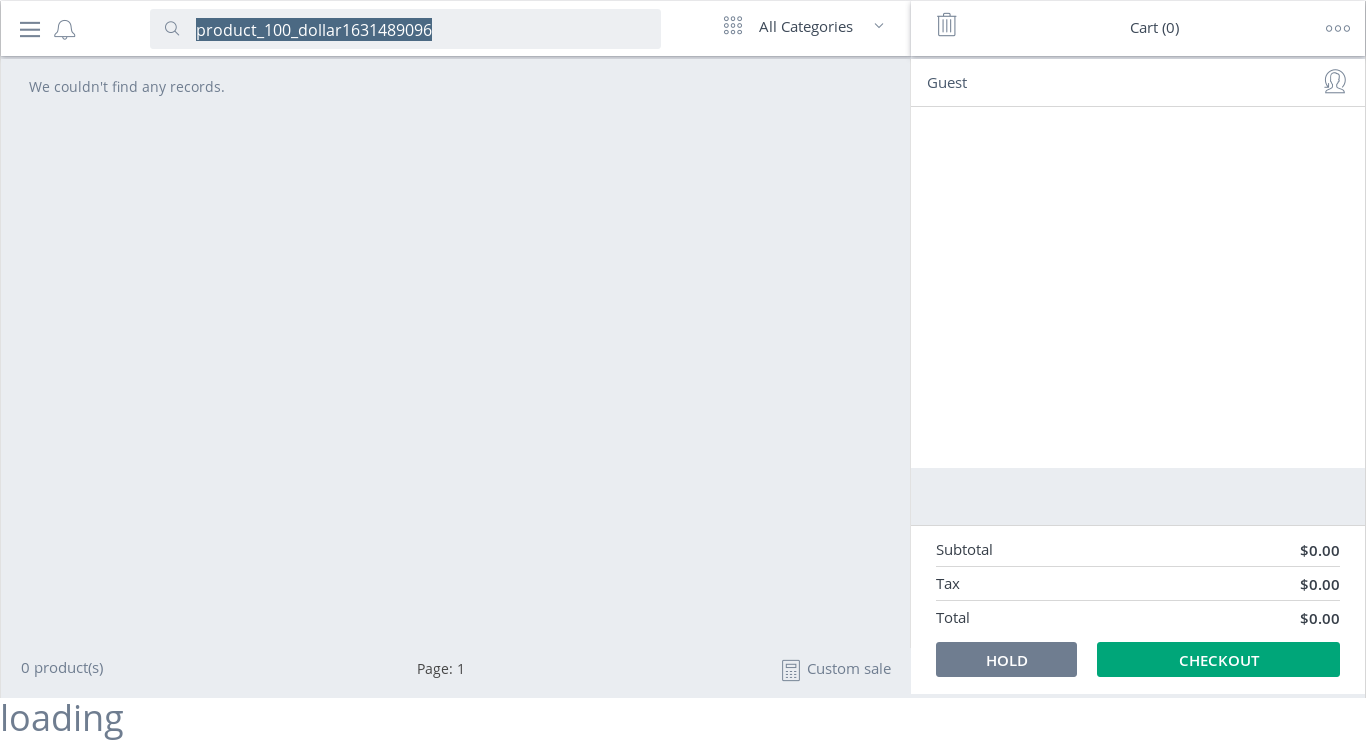 product_100_dollar1631489096
All Categories
Cart (0)
We couldn't find any records.
Guest
Subtotal $0.00
Tax $0.00
Total $0.00
HOLD CHECKOUT
0 product(s) Page: 1 Custom sale
loading